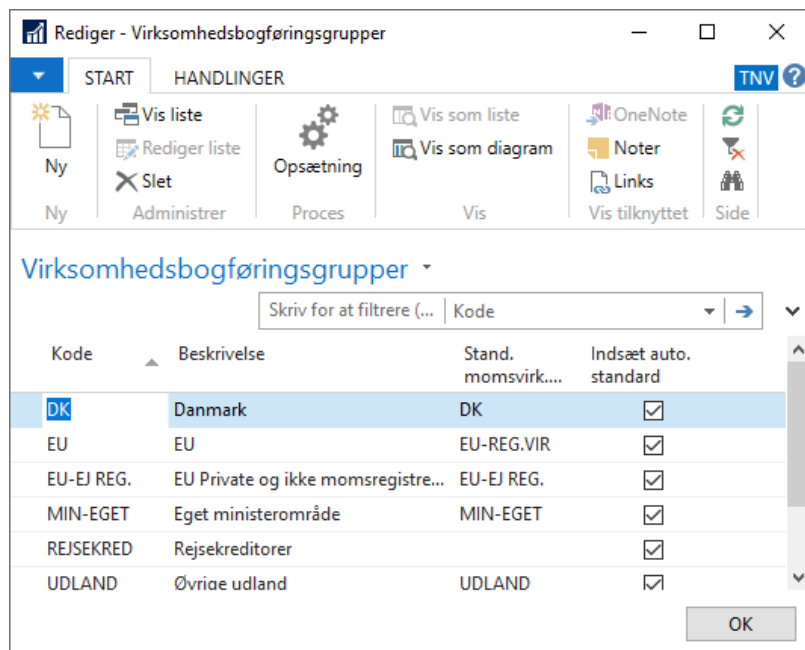 Rediger - Virksomhedsbogføringsgrupper
START HANDLINGER TNV ?
Ny
Vis liste
Rediger liste
Slet
Opsætning
Vis som liste
Vis som diagram
OneNote
Noter
Links
Ny Administrer Proces Vis Vis tilknyttet Side
Virksomhedsbogføringsgrupper
Skriv for at filtrere (... Kode
Kode Beskrivelse Stand. momsvirk.... Indsæt auto. standard
DK Danmark DK
EU EU EU-REG.VIR
EU-EJ REG. EU Private og ikke momsregistre... EU-EJ REG.
MIN-EGET Eget ministerområde MIN-EGET
REJSEKRED Rejsekreditorer
UDLAND Øvrige udland UDLAND
OK